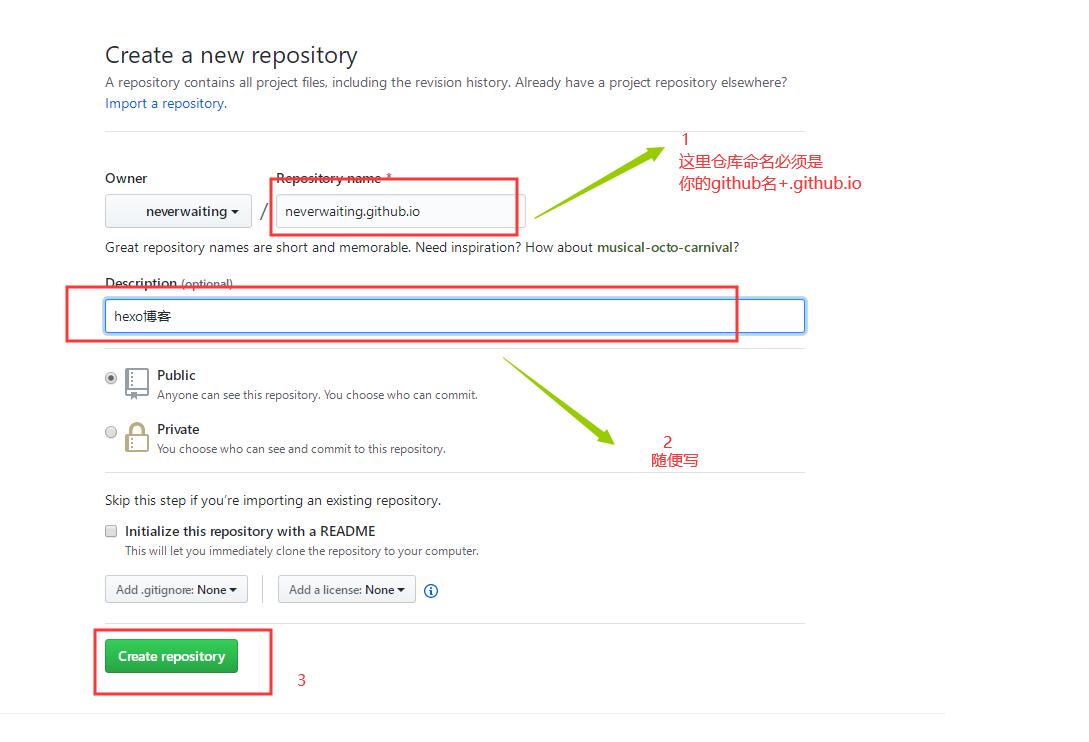 Create a new repository
A repository contains all project files, including the revision history. Already have a project repository elsewhere?
Import a repository.
1
这里仓库命名必须是
你的github名+.github.io
Owner
Repository name *
neverwaiting
/
neverwaiting.github.io
Great repository names are short and memorable. Need inspiration? How about musical-octo-carnival?
Description (optional)
hexo博客
Public
Anyone can see this repository. You choose who can commit.
Private
You choose who can see and commit to this repository.
2
随便写
Skip this step if you’re importing an existing repository.
Initialize this repository with a README
This will let you immediately clone the repository to your computer.
Add .gitignore: None
Add a license: None
Create repository
3